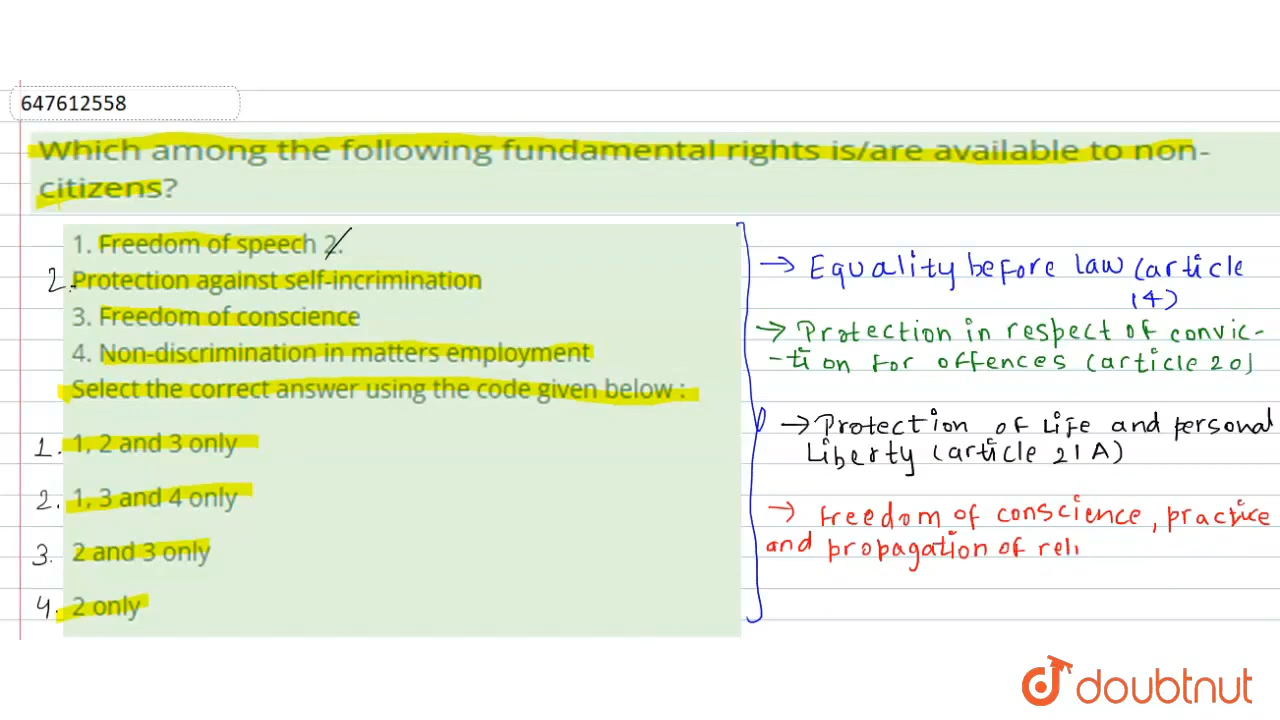 647612558
Which among the following fundamental rights is/are available to non-
citizens?
1. Freedom of speech 2.
2. Protection against self-incrimination
3. Freedom of conscience
4. Non-discrimination in matters employment
Select the correct answer using the code given below :
1. 1, 2 and 3 only
2. 1, 3 and 4 only
3. 2 and 3 only
4. 2 only
→ Equality before law (article
14)
→ Protection in respect of convic-
-tion for offences (article 20)
→ Protection of life and personal
liberty (article 21A)
→ freedom of conscience, practice
and propagation of reli
doubtnut